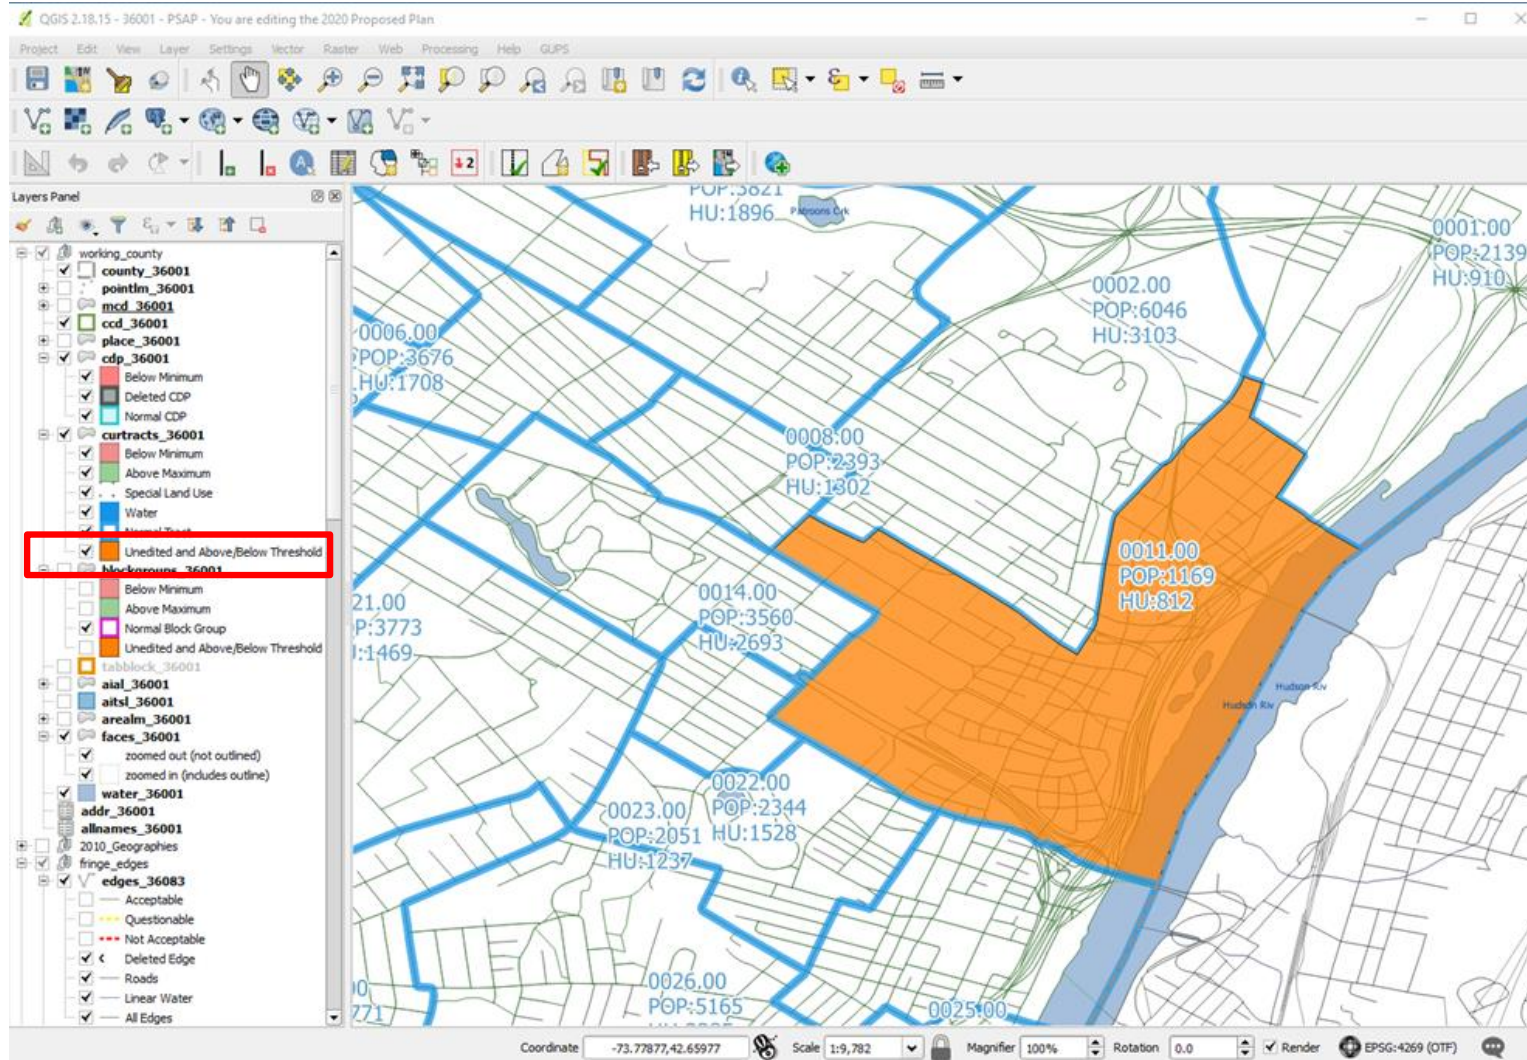 QGIS 2.18.15 - 36001 - PSAP - You are editing the 2020 Proposed Plan
Project Edit View Layer Settings Vector Raster Web Processing Help GUPS
Layers Panel
working_county
county_36001
pointlm_36001
mcd_36001
ccd_36001
place_36001
cdp_36001
Below Minimum
Deleted CDP
Normal CDP
curtracts_36001
Below Minimum
Above Maximum
Special Land Use
Water
Normal Tract
Unedited and Above/Below Threshold
blockgroups_36001
Below Minimum
Above Maximum
Normal Block Group
Unedited and Above/Below Threshold
tabblock_36001
aial_36001
aitsl_36001
arealm_36001
faces_36001
zoomed out (not outlined)
zoomed in (includes outline)
water_36001
addr_36001
allnames_36001
2010_Geographies
fringe_edges
edges_36083
Acceptable
Questionable
Not Acceptable
Deleted Edge
Roads
Linear Water
All Edges
POP:3821
HU:1896
Patroons Crk
0001.00
POP:2139
HU:910
0002.00
POP:6046
HU:3103
0006.00
POP:3676
HU:1708
0008.00
POP:2393
HU:1302
0011.00
POP:1169
HU:812
0014.00
POP:3560
HU:2693
21.00
P:3773
J:1469
Hudson Riv
Hudson Riv
0022.00
POP:2344
HU:1528
0023.00
POP:2051
HU:1237
0026.00
POP:5165
0025.00
771
Coordinate -73.77877,42.65977 Scale 1:9,782 Magnifier 100% Rotation 0.0 Render EPSG:4269 (OTF)